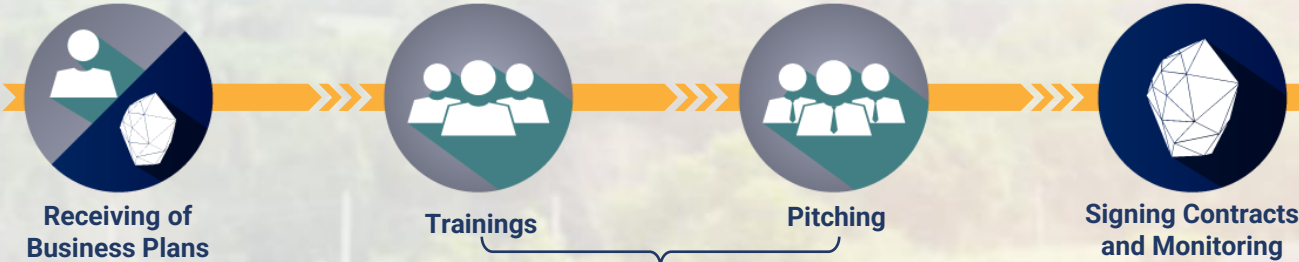 Receiving of
Business Plans
Trainings
Pitching
Signing Contracts
and Monitoring